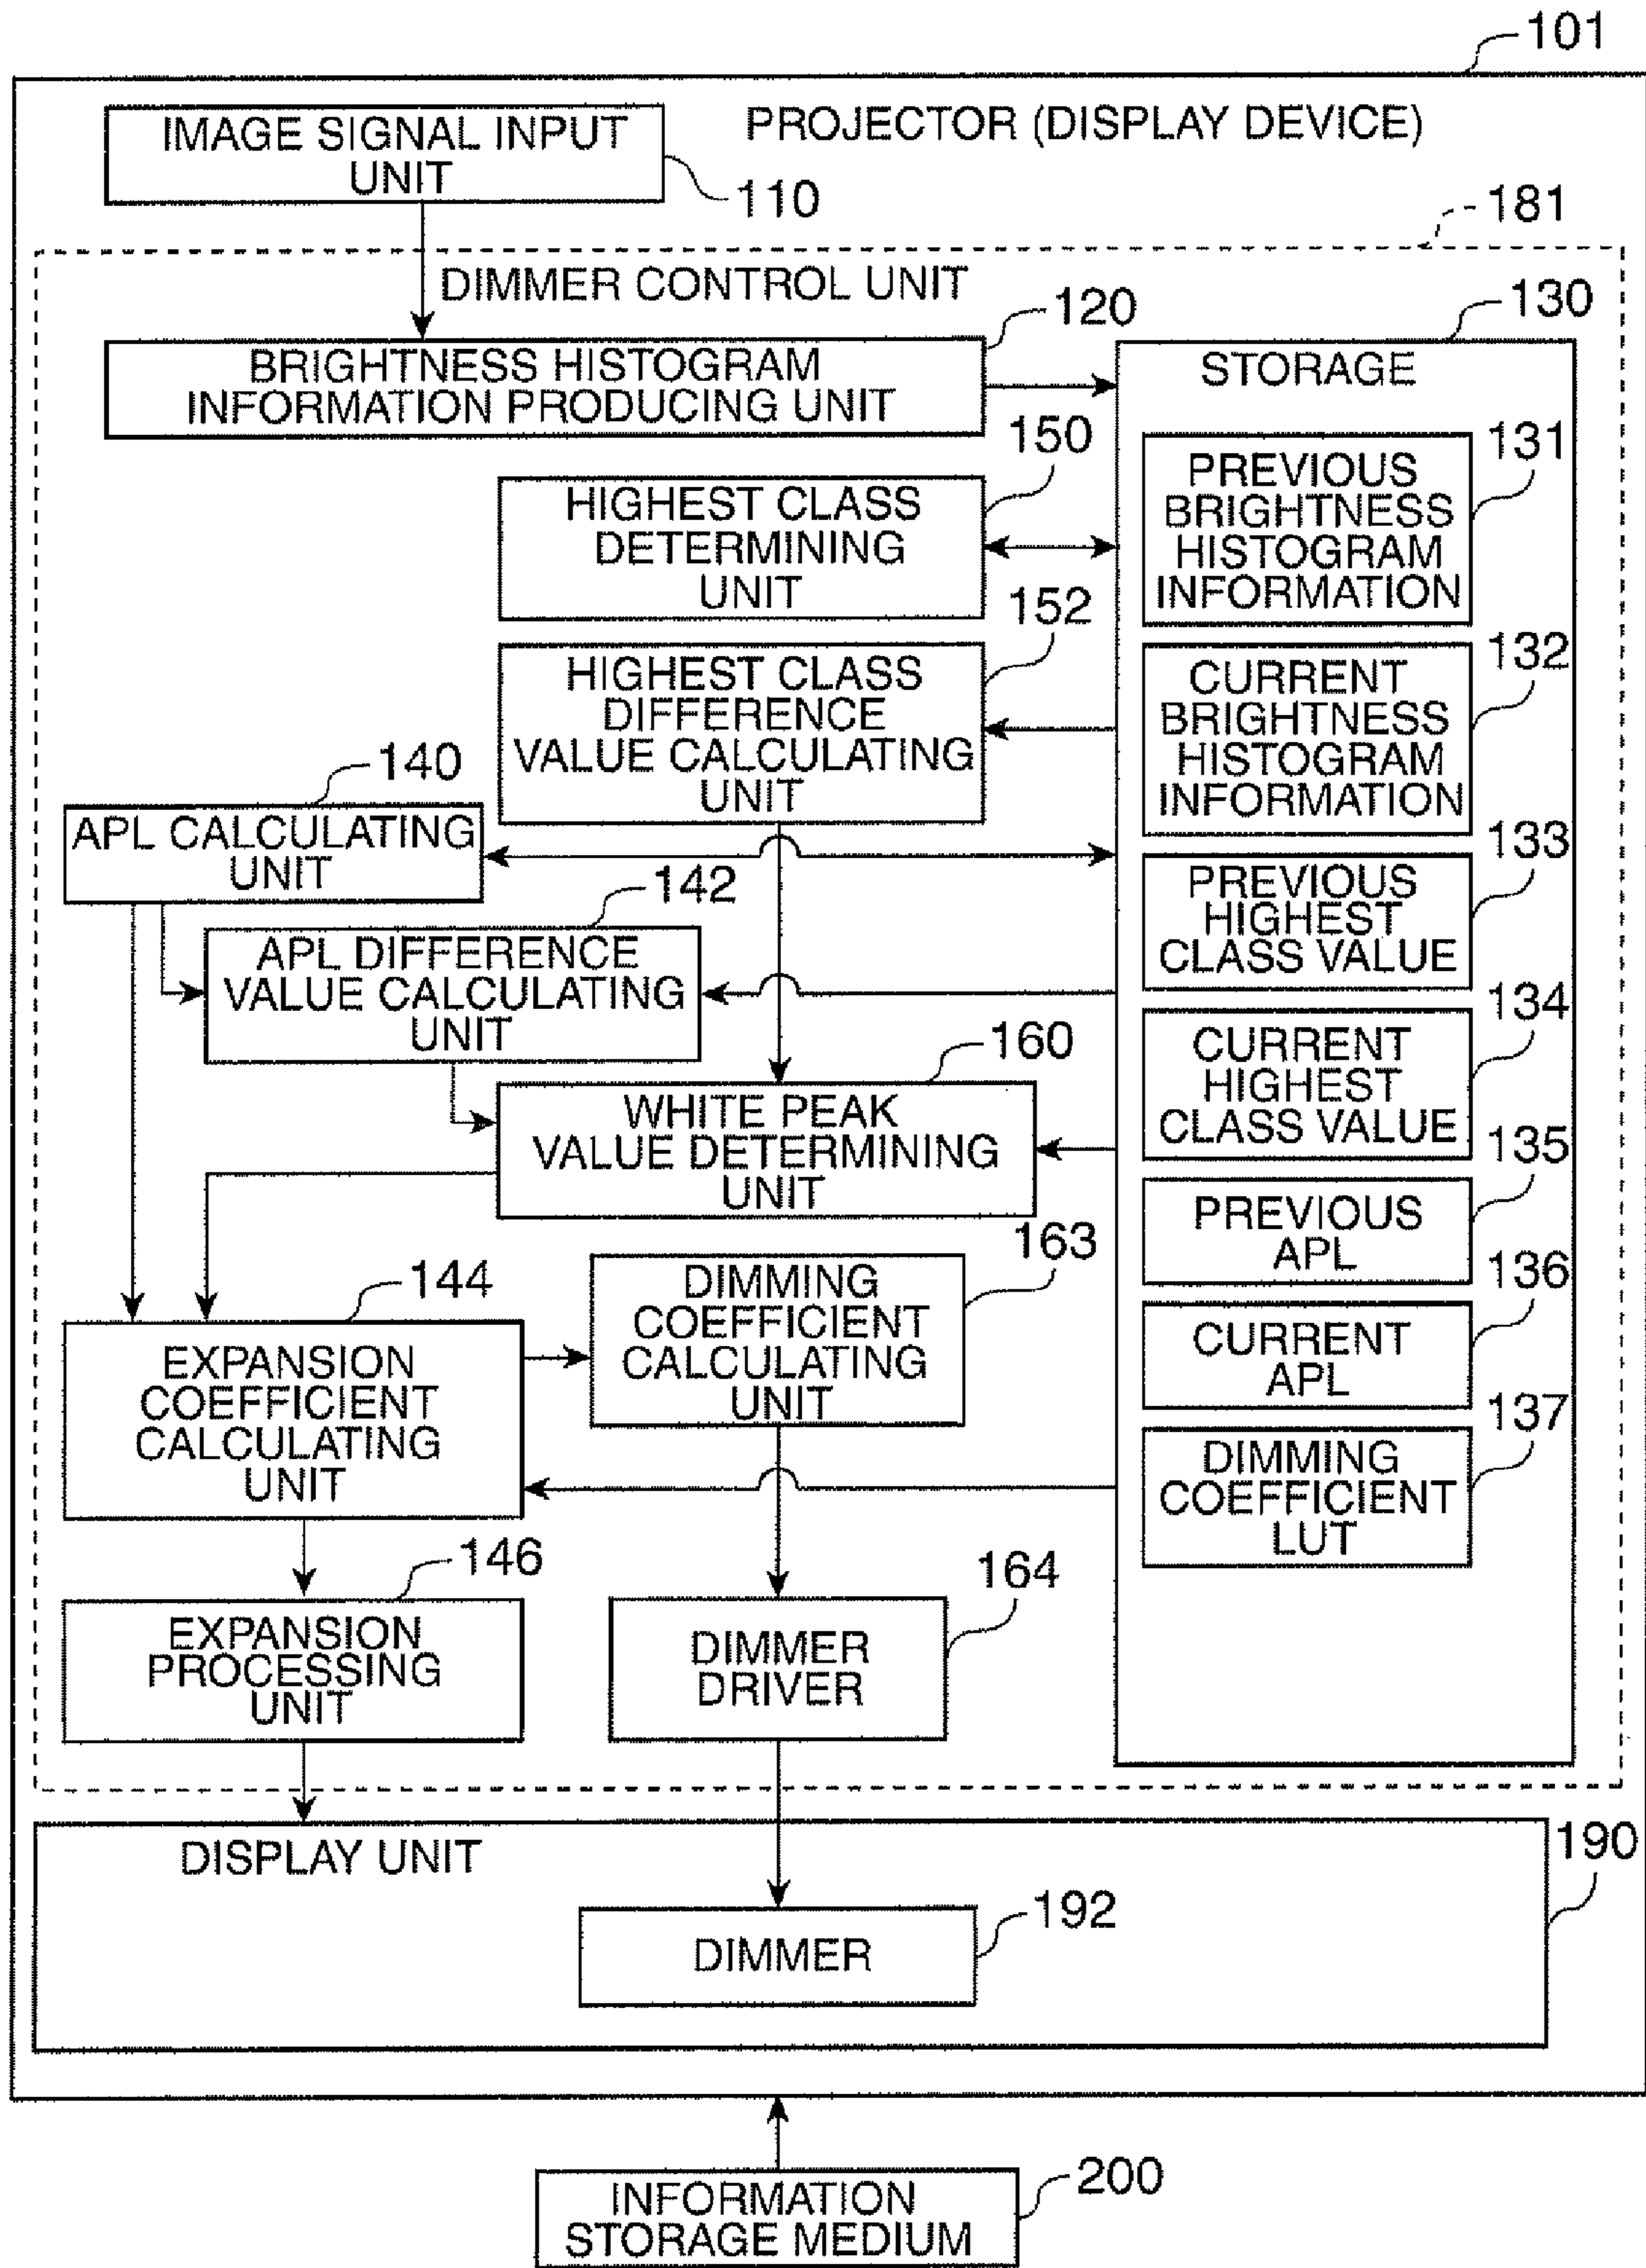 101
PROJECTOR (DISPLAY DEVICE)
IMAGE SIGNAL INPUT
UNIT
110
181
DIMMER CONTROL UNIT
120
BRIGHTNESS HISTOGRAM
INFORMATION PRODUCING UNIT
130
STORAGE
150
HIGHEST CLASS
DETERMINING
UNIT
131
PREVIOUS
BRIGHTNESS
HISTOGRAM
INFORMATION
152
HIGHEST CLASS
DIFFERENCE
VALUE CALCULATING
UNIT
132
CURRENT
BRIGHTNESS
HISTOGRAM
INFORMATION
140
APL CALCULATING
UNIT
133
PREVIOUS
HIGHEST
CLASS VALUE
142
APL DIFFERENCE
VALUE CALCULATING
UNIT
134
CURRENT
HIGHEST
CLASS VALUE
160
WHITE PEAK
VALUE DETERMINING
UNIT
135
PREVIOUS
APL
163
DIMMING
COEFFICIENT
CALCULATING
UNIT
136
CURRENT
APL
144
EXPANSION
COEFFICIENT
CALCULATING
UNIT
137
DIMMING
COEFFICIENT
LUT
146
EXPANSION
PROCESSING
UNIT
164
DIMMER
DRIVER
190
DISPLAY UNIT
192
DIMMER
200
INFORMATION
STORAGE MEDIUM